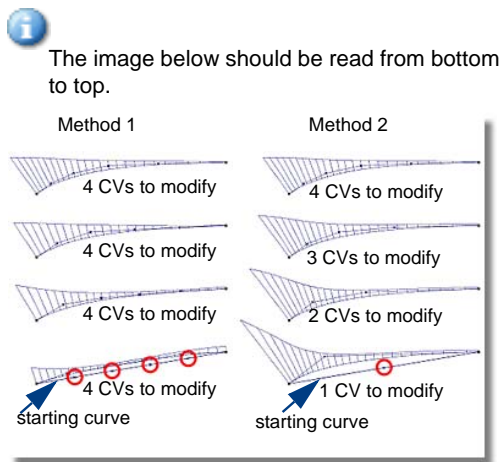 i
The image below should be read from bottom
to top.
Method 1
Method 2
4 CVs to modify
4 CVs to modify
4 CVs to modify
3 CVs to modify
4 CVs to modify
2 CVs to modify
4 CVs to modify
1 CV to modify
starting curve
starting curve